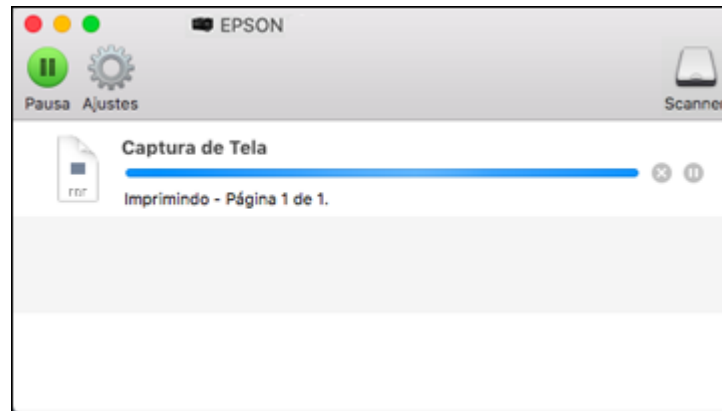 EPSON
Pausa Ajustes
Scanner
Captura de Tela
Imprimindo - Página 1 de 1.